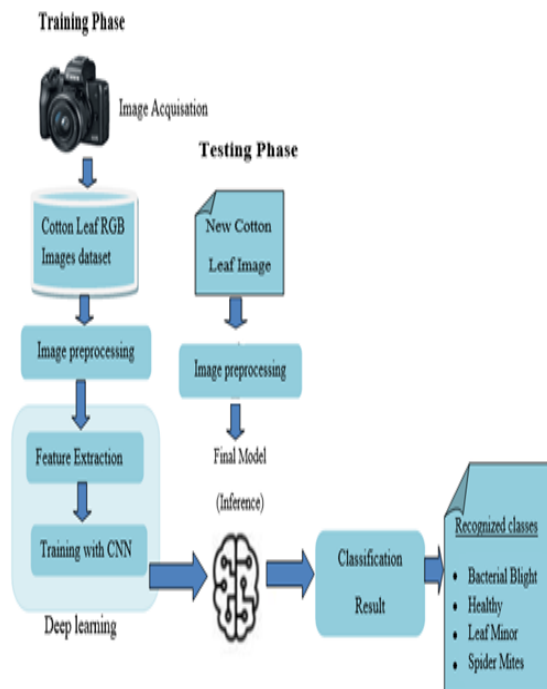 Training Phase
Image Acquisation
Cotton Leaf RGB
Images dataset
Image preprocessing
Feature Extraction
Training with CNN
Deep learning
Testing Phase
New Cotton
Leaf Image
Image preprocessing
Final Model
(Inference)
Classification
Result
Recognized classes
• Bacterial Blight
• Healthy
• Leaf Minor
• Spider Mites